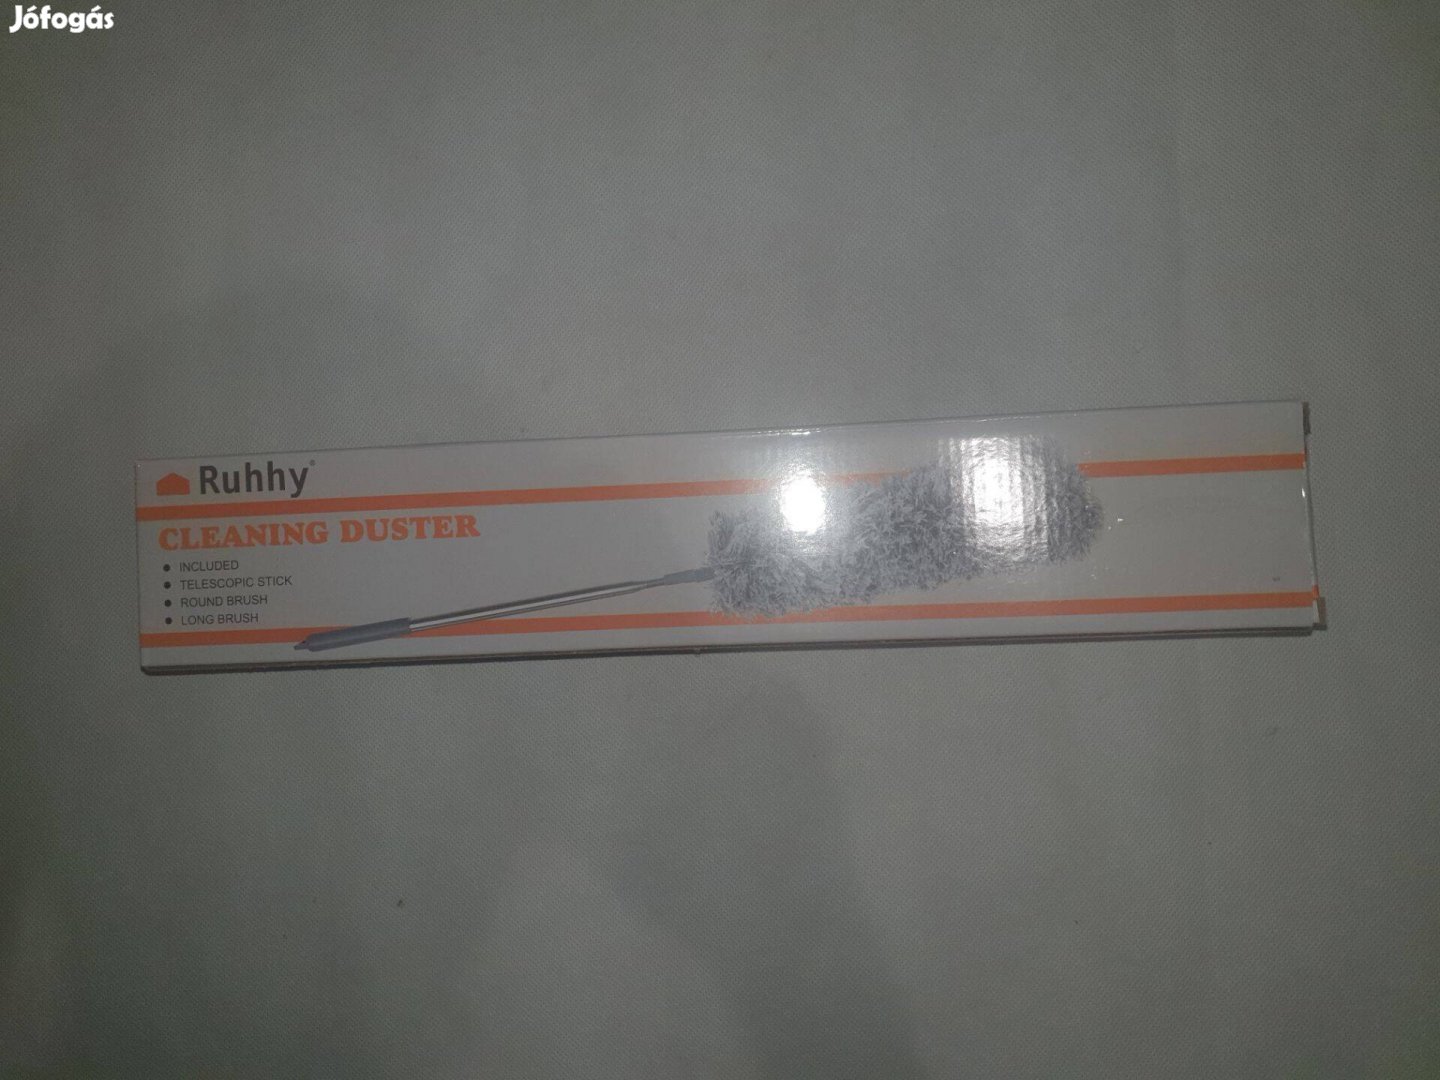 Jófogás
Ruhhy®
CLEANING DUSTER
● INCLUDED
● TELESCOPIC STICK
● ROUND BRUSH
● LONG BRUSH